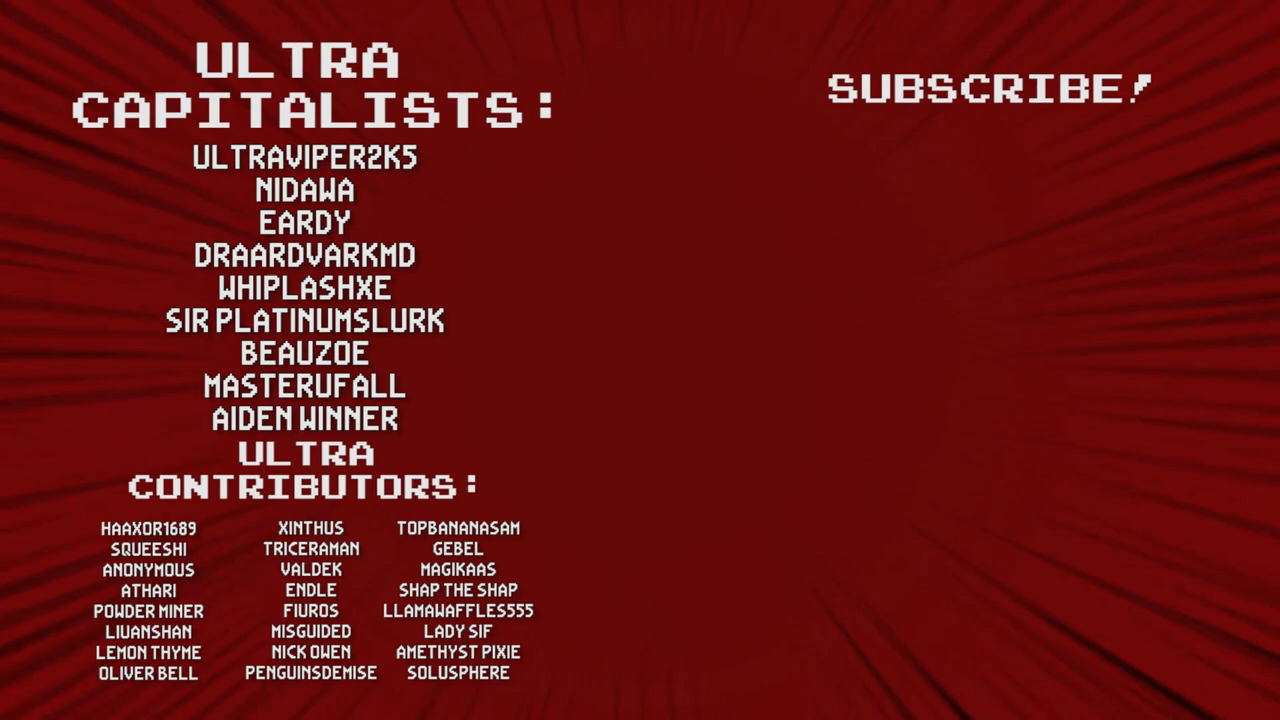 ULTRA
CAPITALISTS:
ULTRAVIPER2K5
NIDAWA
EARDY
DRAARDVARKMD
WHIPLASHXE
SIR PLATINUMSLURK
BEAUZOE
MASTERUFALL
AIDEN WINNER
ULTRA
CONTRIBUTORS:
HAAXOR1689
SQUEESHI
ANONYMOUS
ATHARI
POWDER MINER
LIUANSHAN
LEMON THYME
OLIVER BELL
XINTHUS
TRICERAMAN
VALDEK
ENDLE
FIUROS
MISGUIDED
NICK OWEN
PENGUINSDEMISE
TOPBANANASAM
GEBEL
MAGIKAAS
SHAP THE SHAP
LLAMAWAFFLES555
LADY SIF
AMETHYST PIXIE
SOLUSPHERE
SUBSCRIBE!